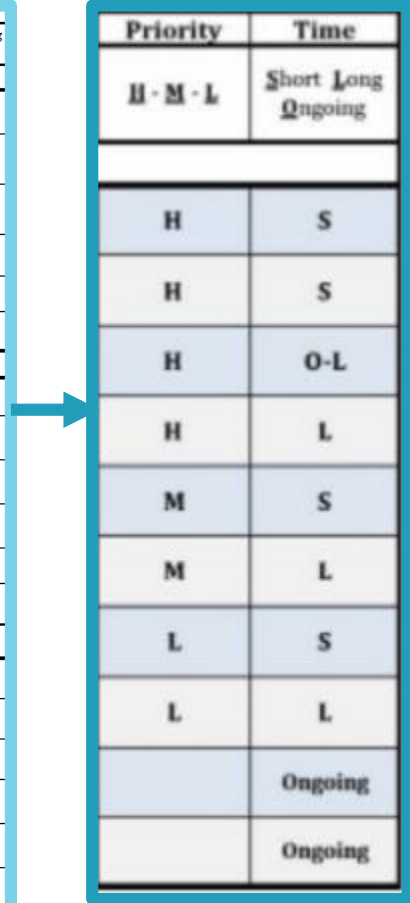 Priority Time
H - M - L Short Long
Ongoing
H S
H S
H O-L
H L
M S
M L
L S
L L
Ongoing
Ongoing